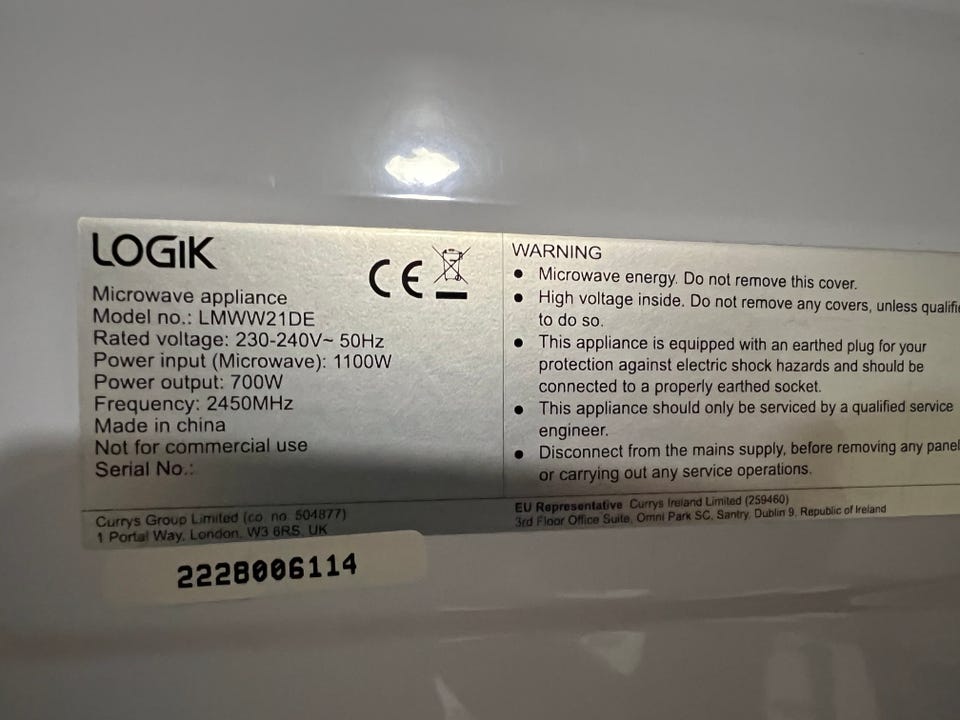 LOGIK
CE
Microwave appliance
Model no.: LMWW21DE
Rated voltage: 230-240V~ 50Hz
Power input (Microwave): 1100W
Power output: 700W
Frequency: 2450MHz
Made in china
Not for commercial use
Serial No.:
WARNING
• Microwave energy. Do not remove this cover.
• High voltage inside. Do not remove any covers, unless qualifie
to do so.
• This appliance is equipped with an earthed plug for your
protection against electric shock hazards and should be
connected to a properly earthed socket.
• This appliance should only be serviced by a qualified service
engineer.
• Disconnect from the mains supply, before removing any panel
or carrying out any service operations.
Currys Group Limited (co. no. 504877)
1 Portal Way, London, W3 6RS, UK
EU Representative Currys Ireland Limited (259460)
3rd Floor Office Suite, Omni Park SC, Santry, Dublin 9, Republic of Ireland
2228006114